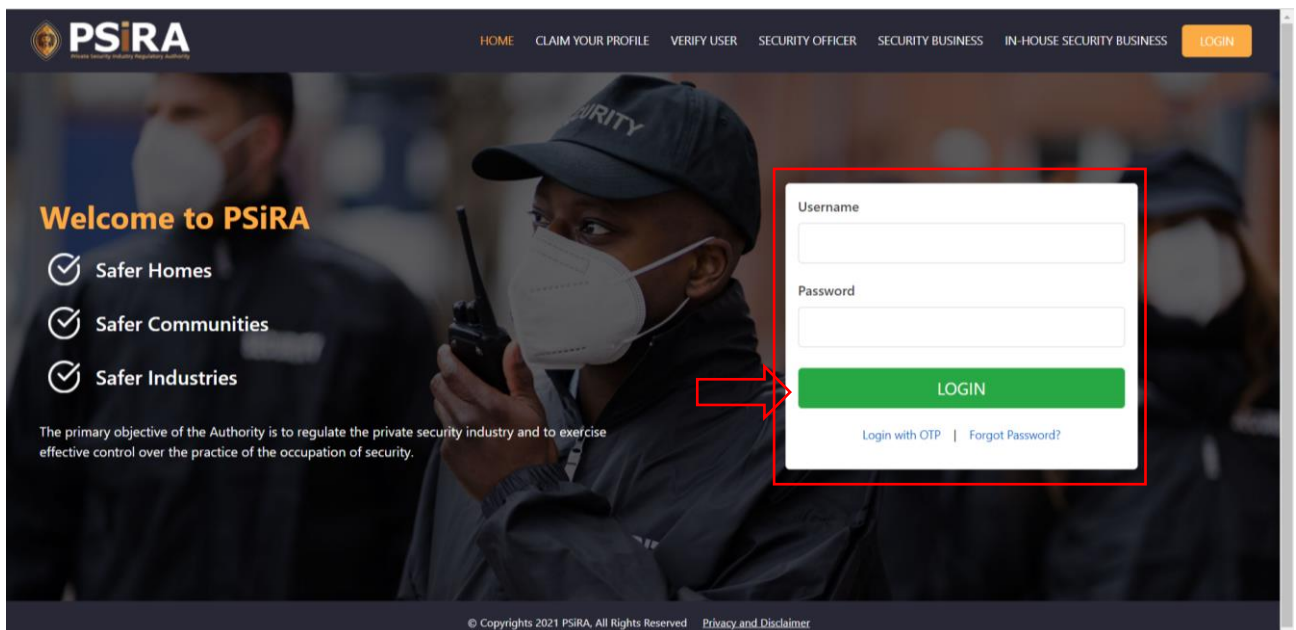 PSiRA
Private Security Industry Regulatory Authority
HOME CLAIM YOUR PROFILE VERIFY USER SECURITY OFFICER SECURITY BUSINESS IN-HOUSE SECURITY BUSINESS LOGIN
SECURITY
Welcome to PSiRA
Safer Homes
Safer Communities
Safer Industries
The primary objective of the Authority is to regulate the private security industry and to exercise
effective control over the practice of the occupation of security.
Username
Password
LOGIN
Login with OTP | Forgot Password?
© Copyrights 2021 PSiRA, All Rights Reserved Privacy and Disclaimer